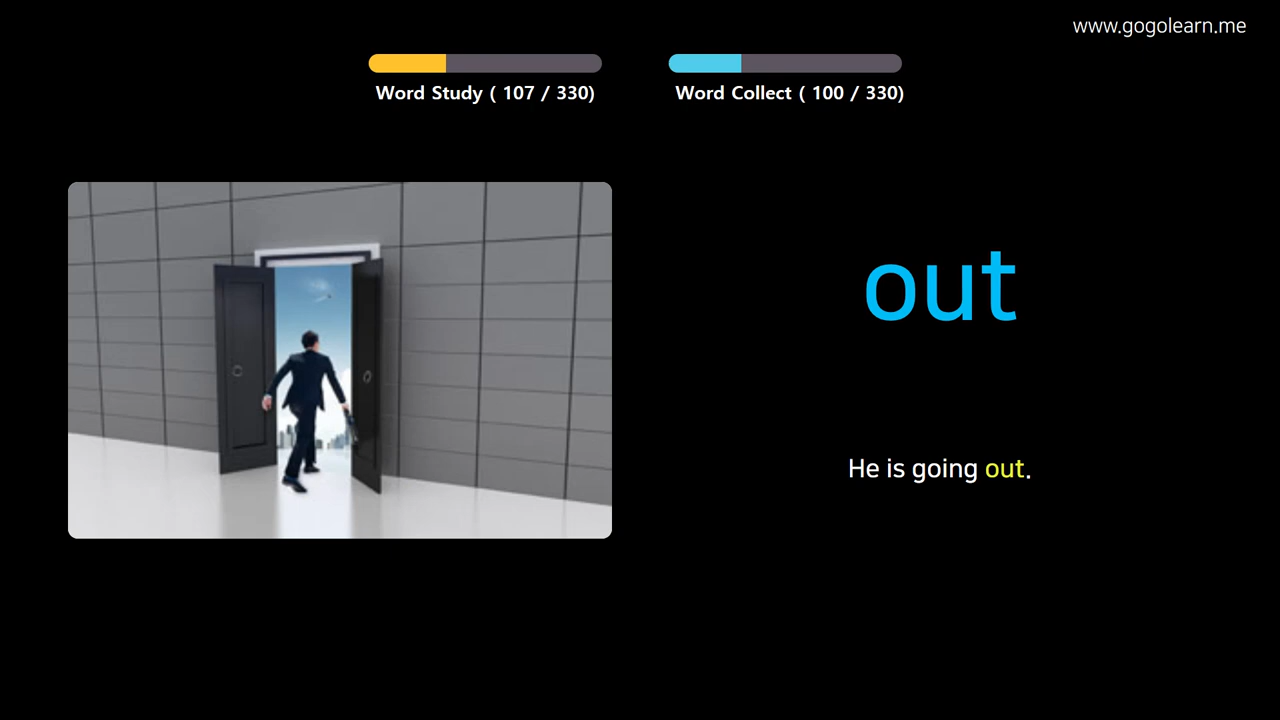 www.gogolearn.me
Word Study ( 107 / 330)
Word Collect ( 100 / 330)
out
He is going out.